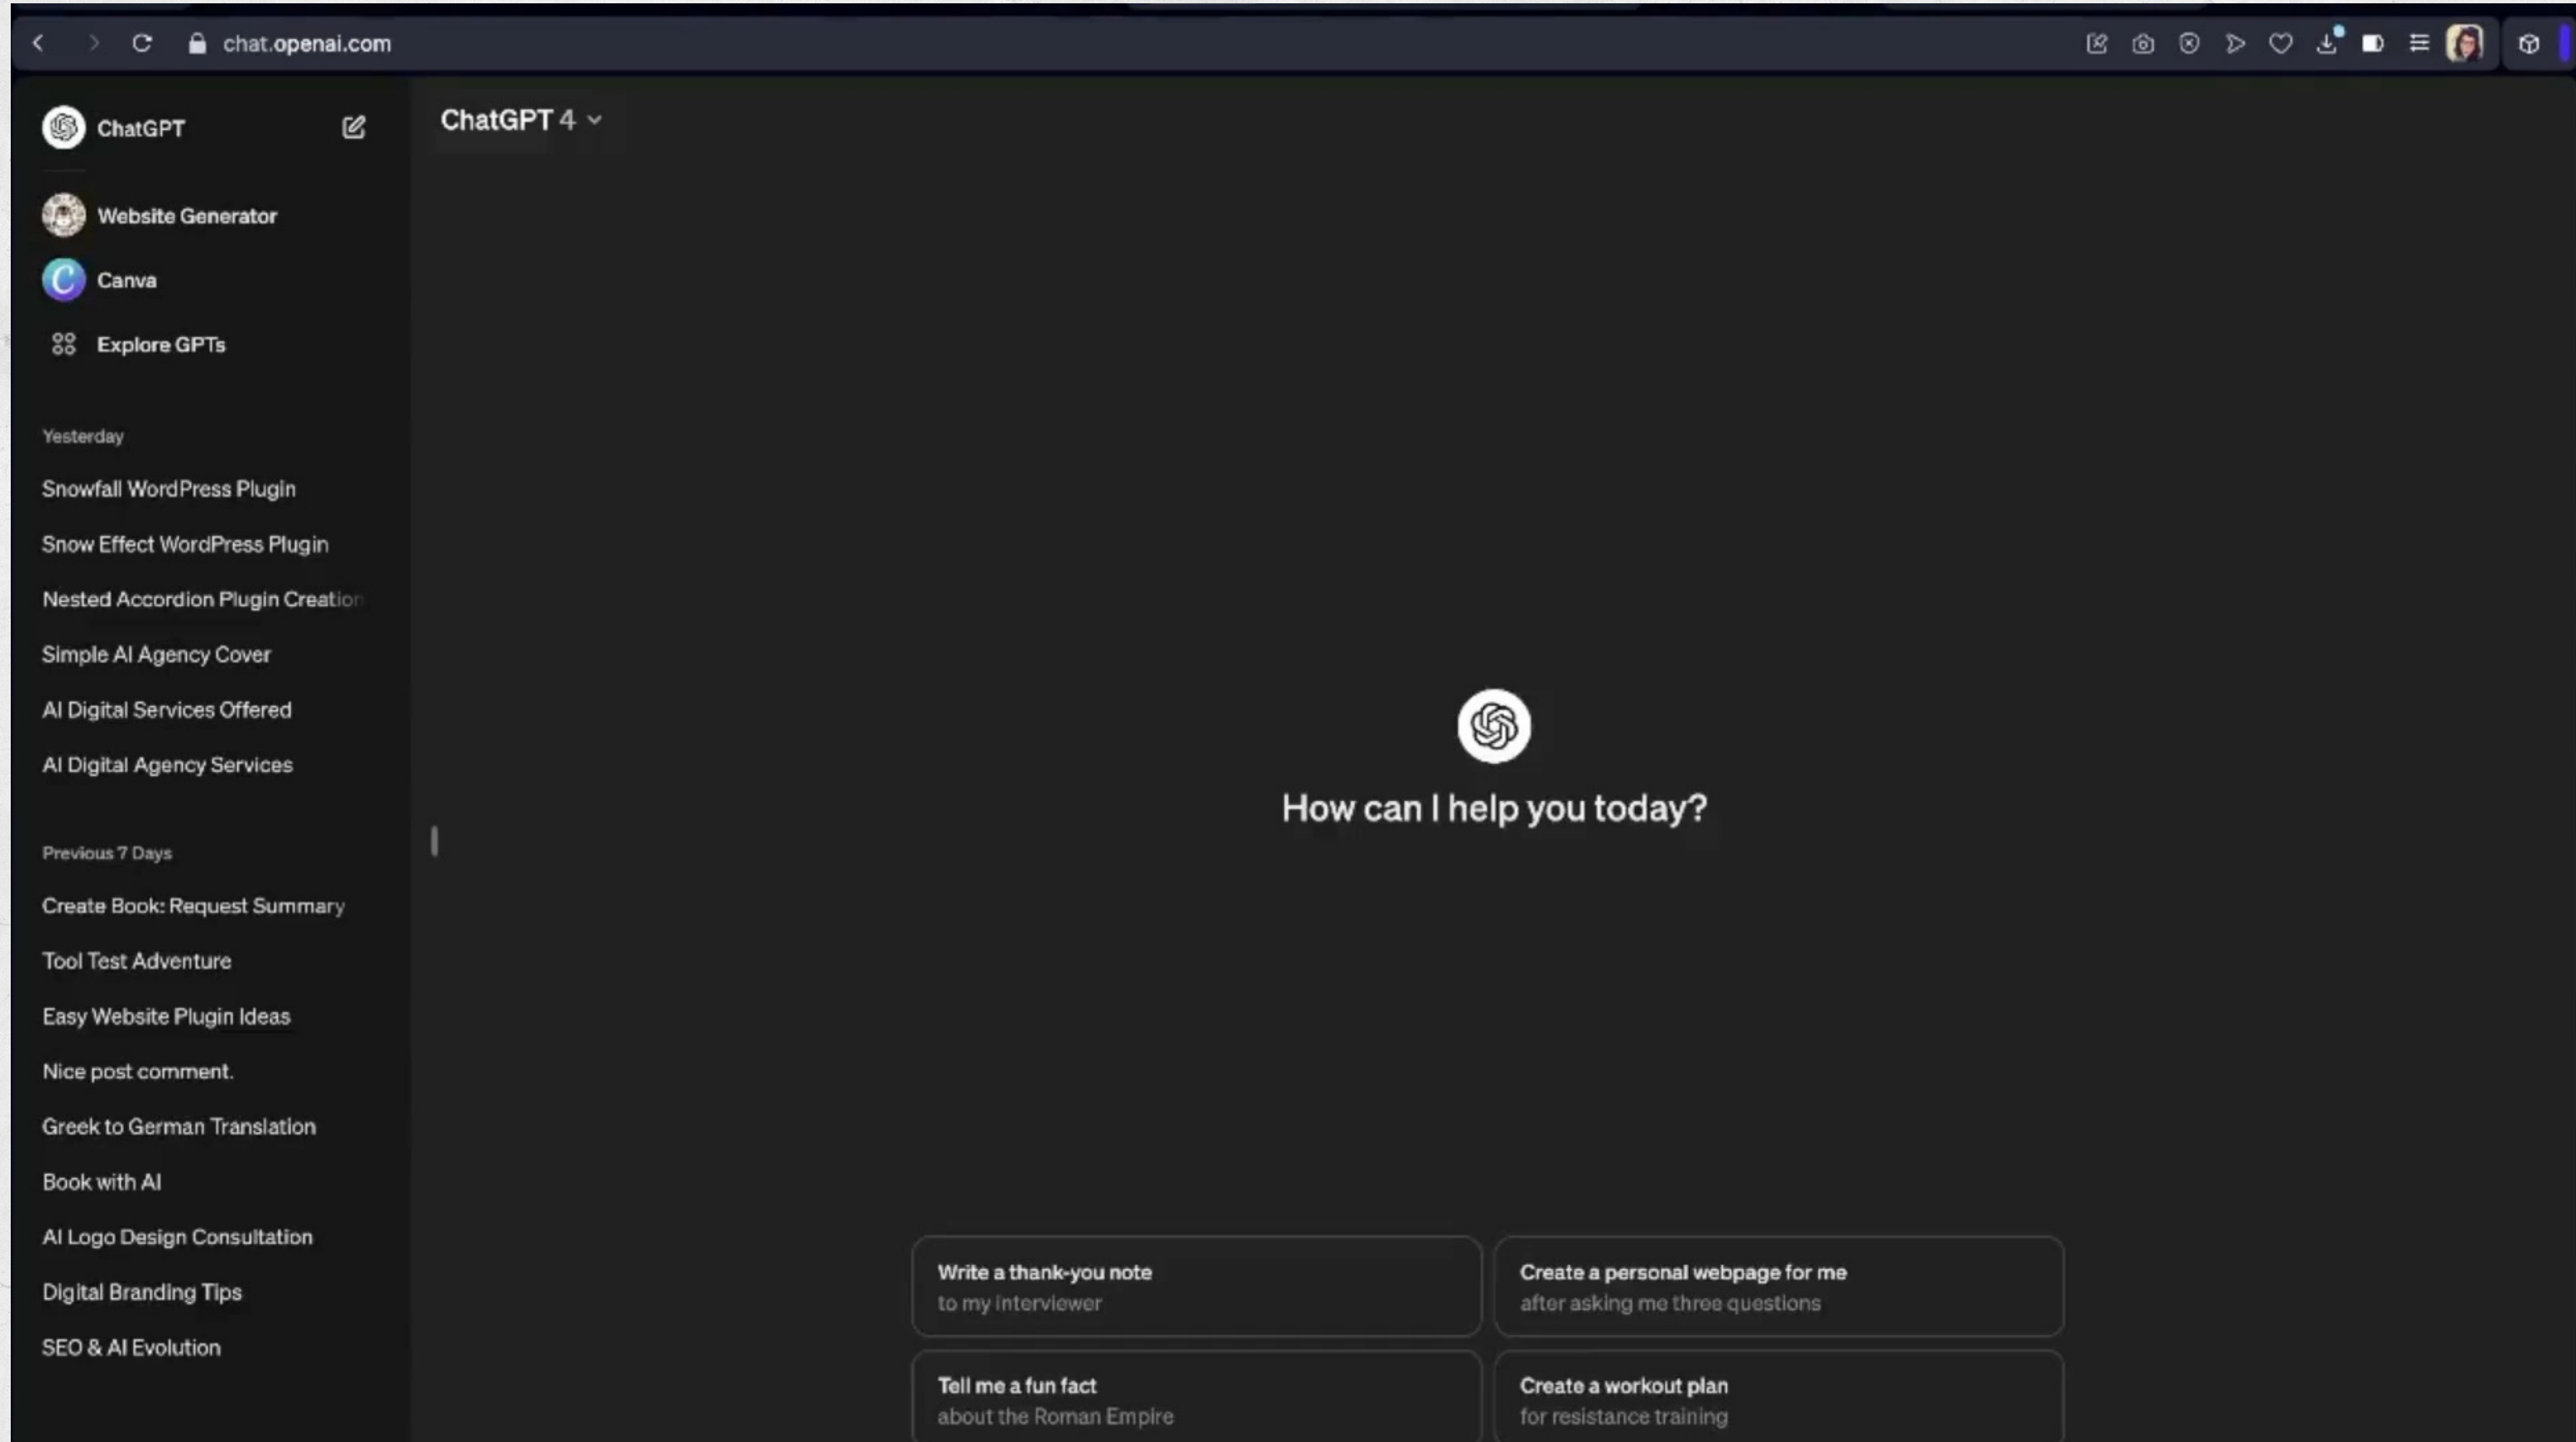 chat.openai.com
ChatGPT
Website Generator
Canva
Explore GPTs
Yesterday
Snowfall WordPress Plugin
Snow Effect WordPress Plugin
Nested Accordion Plugin Creation
Simple AI Agency Cover
AI Digital Services Offered
AI Digital Agency Services
Previous 7 Days
Create Book: Request Summary
Tool Test Adventure
Easy Website Plugin Ideas
Nice post comment.
Greek to German Translation
Book with AI
AI Logo Design Consultation
Digital Branding Tips
SEO & AI Evolution
ChatGPT 4
How can I help you today?
Write a thank-you note
to my interviewer
Create a personal webpage for me
after asking me three questions
Tell me a fun fact
about the Roman Empire
Create a workout plan
for resistance training